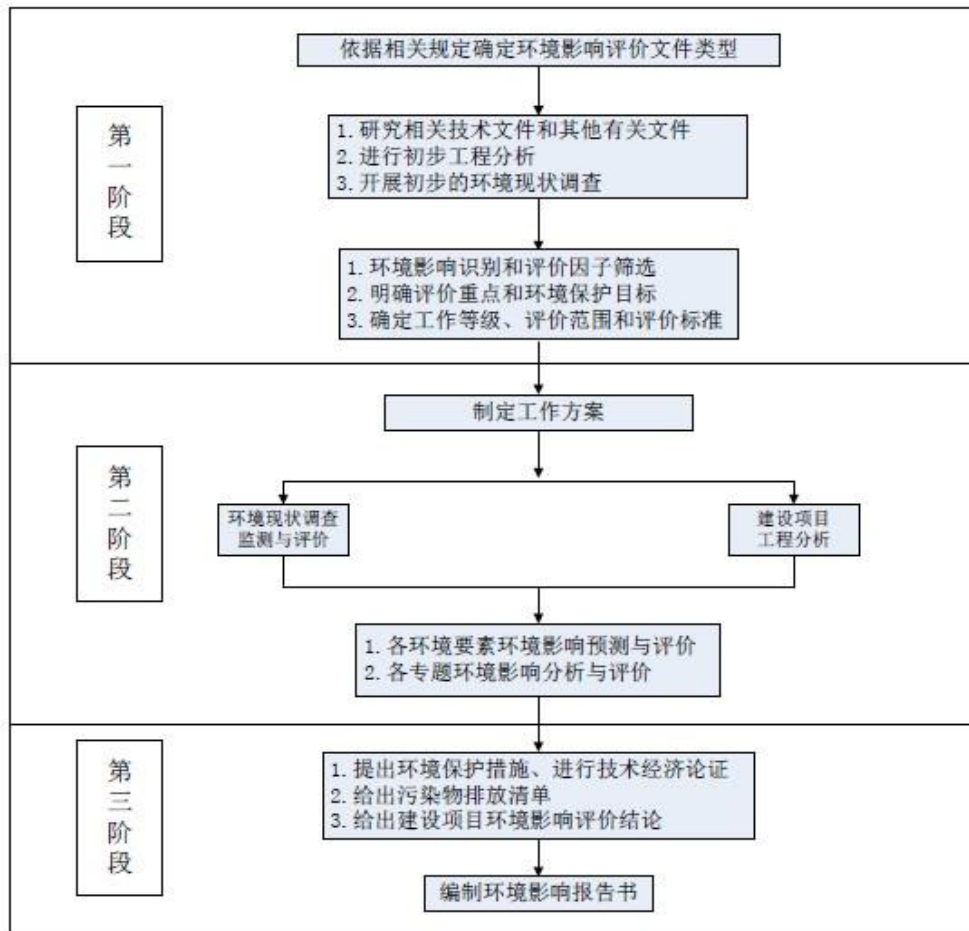 依据相关规定确定环境影响评价文件类型
第一阶段
1. 研究相关技术文件和其他有关文件
2. 进行初步工程分析
3. 开展初步的环境现状调查
1. 环境影响识别和评价因子筛选
2. 明确评价重点和环境保护目标
3. 确定工作等级、评价范围和评价标准
制定工作方案
第二阶段
环境现状调查
监测与评价
建设项目
工程分析
1. 各环境要素环境影响预测与评价
2. 各专题环境影响分析与评价
第三阶段
1. 提出环境保护措施、进行技术经济论证
2. 给出污染物排放清单
3. 给出建设项目环境影响评价结论
编制环境影响报告书